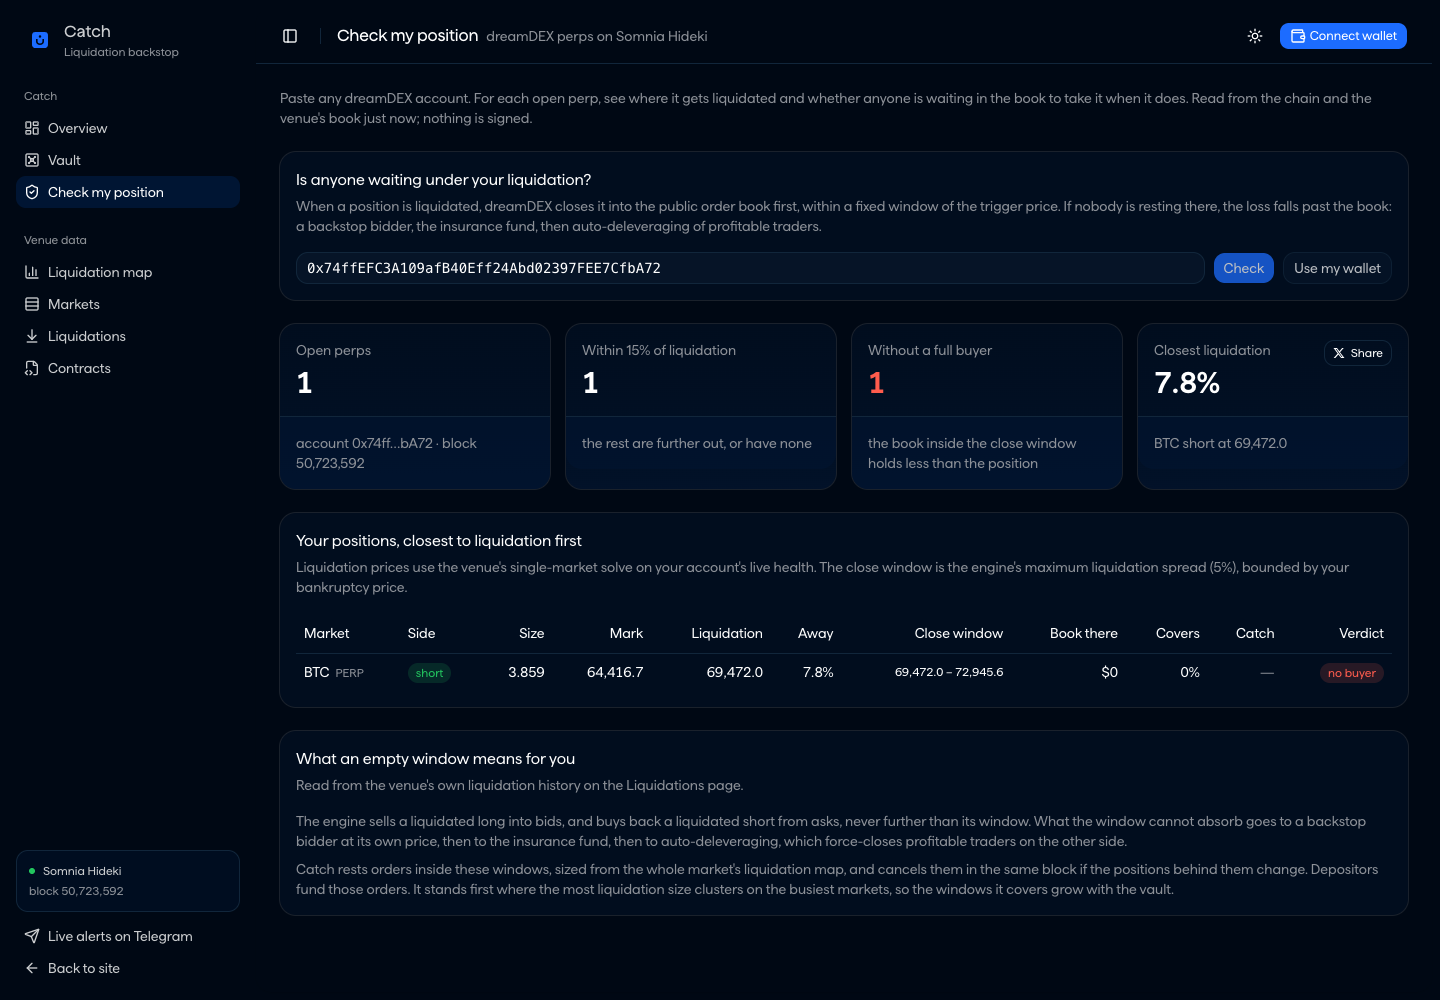 Catch
Liquidation backstop
Catch
Overview
Vault
Check my position
Venue data
Liquidation map
Markets
Liquidations
Contracts
Somnia Hideki
block 50,723,592
Live alerts on Telegram
Back to site
Check my position dreamDEX perps on Somnia Hideki
Connect wallet
Paste any dreamDEX account. For each open perp, see where it gets liquidated and whether anyone is waiting in the book to take it when it does. Read from the chain and the
venue's book just now; nothing is signed.
Is anyone waiting under your liquidation?
When a position is liquidated, dreamDEX closes it into the public order book first, within a fixed window of the trigger price. If nobody is resting there, the loss falls past the book:
a backstop bidder, the insurance fund, then auto-deleveraging of profitable traders.
0x74ffEFC3A109afB40Eff24Abd02397FEE7CfbA72
Check
Use my wallet
Open perps
1
account 0x74ff…bA72 · block
50,723,592
Within 15% of liquidation
1
the rest are further out, or have none
Without a full buyer
1
the book inside the close window
holds less than the position
Closest liquidation
Share
7.8%
BTC short at 69,472.0
Your positions, closest to liquidation first
Liquidation prices use the venue's single-market solve on your account's live health. The close window is the engine's maximum liquidation spread (5%), bounded by your
bankruptcy price.
Market Side Size Mark Liquidation Away Close window Book there Covers Catch Verdict
BTC PERP short 3.859 64,416.7 69,472.0 7.8% 69,472.0 – 72,945.6 $0 0% — no buyer
What an empty window means for you
Read from the venue's own liquidation history on the Liquidations page.
The engine sells a liquidated long into bids, and buys back a liquidated short from asks, never further than its window. What the window cannot absorb goes to a backstop
bidder at its own price, then to the insurance fund, then to auto-deleveraging, which force-closes profitable traders on the other side.
Catch rests orders inside these windows, sized from the whole market's liquidation map, and cancels them in the same block if the positions behind them change. Depositors
fund those orders. It stands first where the most liquidation size clusters on the busiest markets, so the windows it covers grow with the vault.